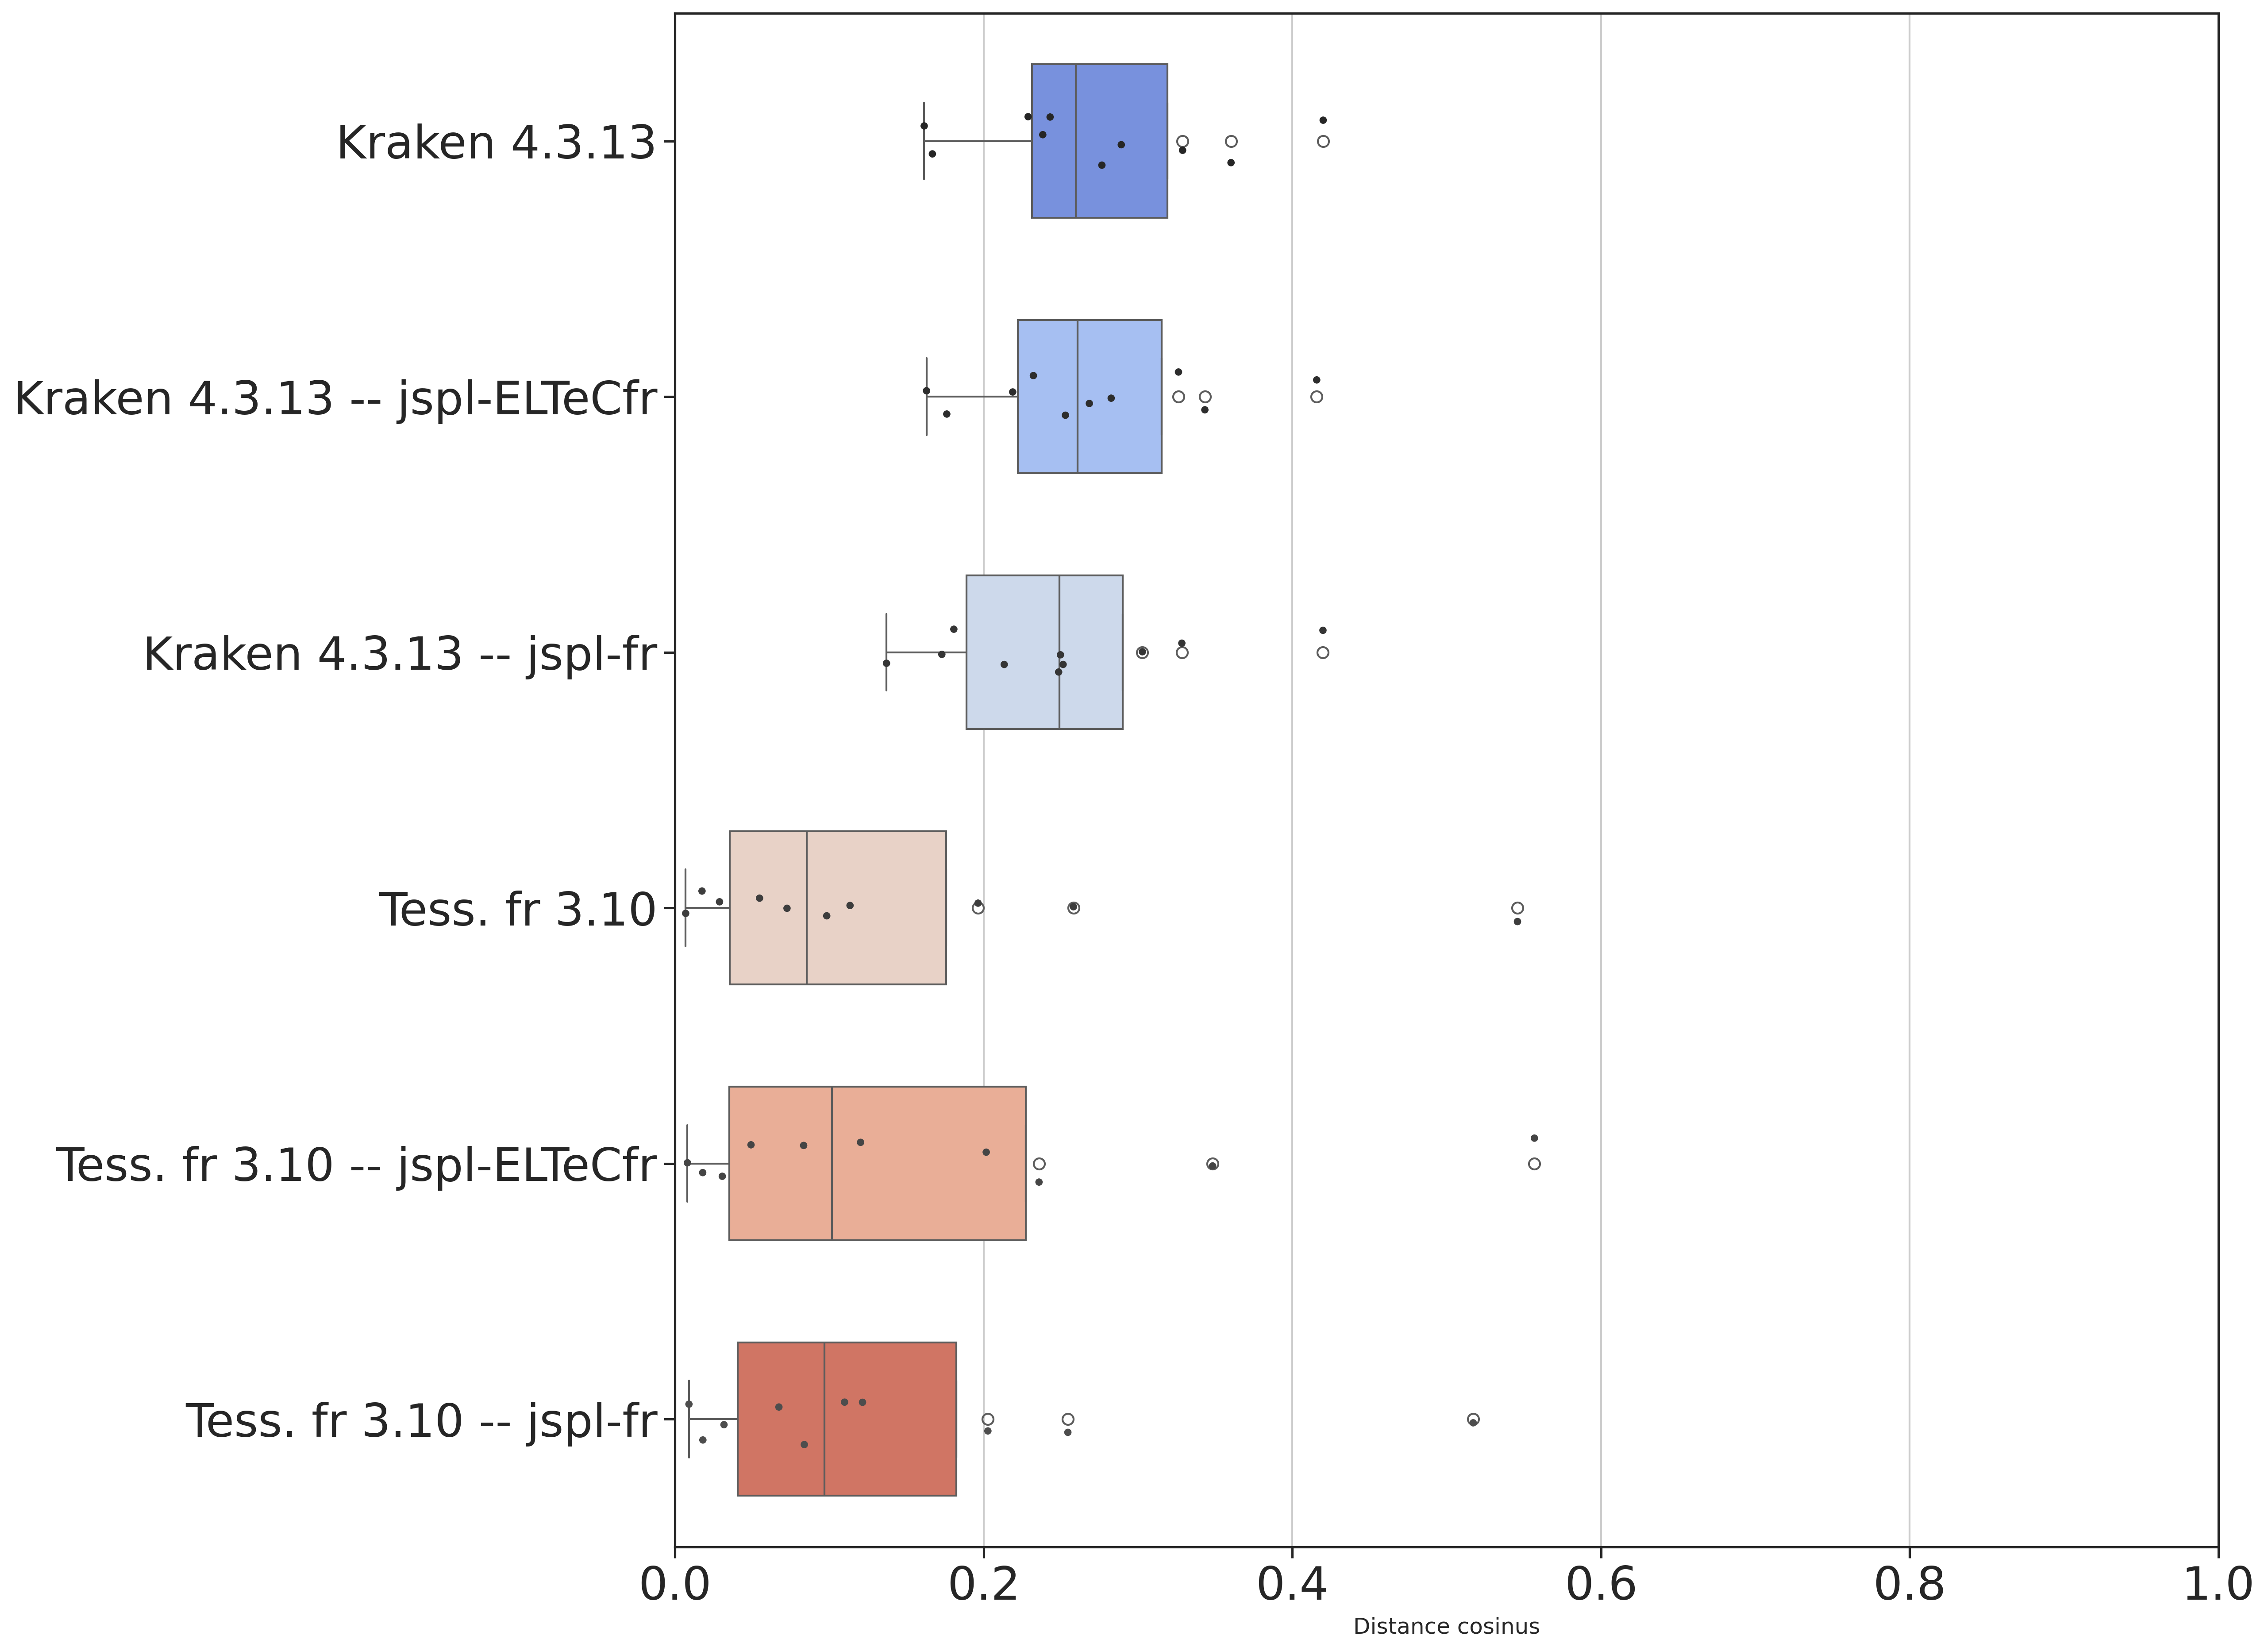 Kraken 4.3.13
Kraken 4.3.13 -- jspl-ELTeCfr
Kraken 4.3.13 -- jspl-fr
Tess. fr 3.10
Tess. fr 3.10 -- jspl-ELTeCfr
Tess. fr 3.10 -- jspl-fr
0.0 0.2 0.4 0.6 0.8 1.0
Distance cosinus